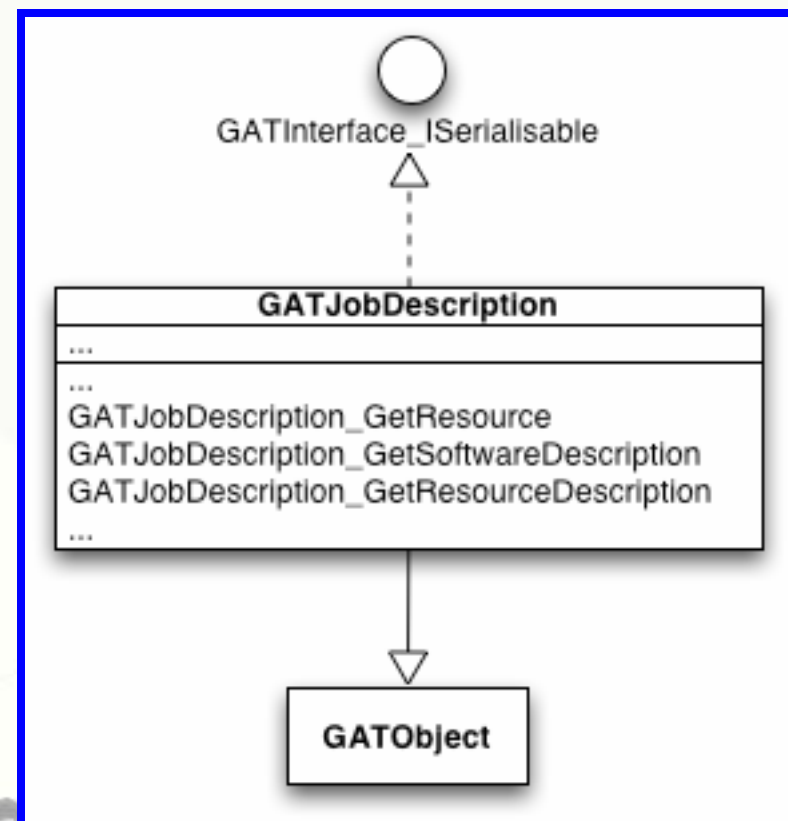 GATInterface_ISerialisable
GATJobDescription
...
...
GATJobDescription_GetResource
GATJobDescription_GetSoftwareDescription
GATJobDescription_GetResourceDescription
...
GATObject